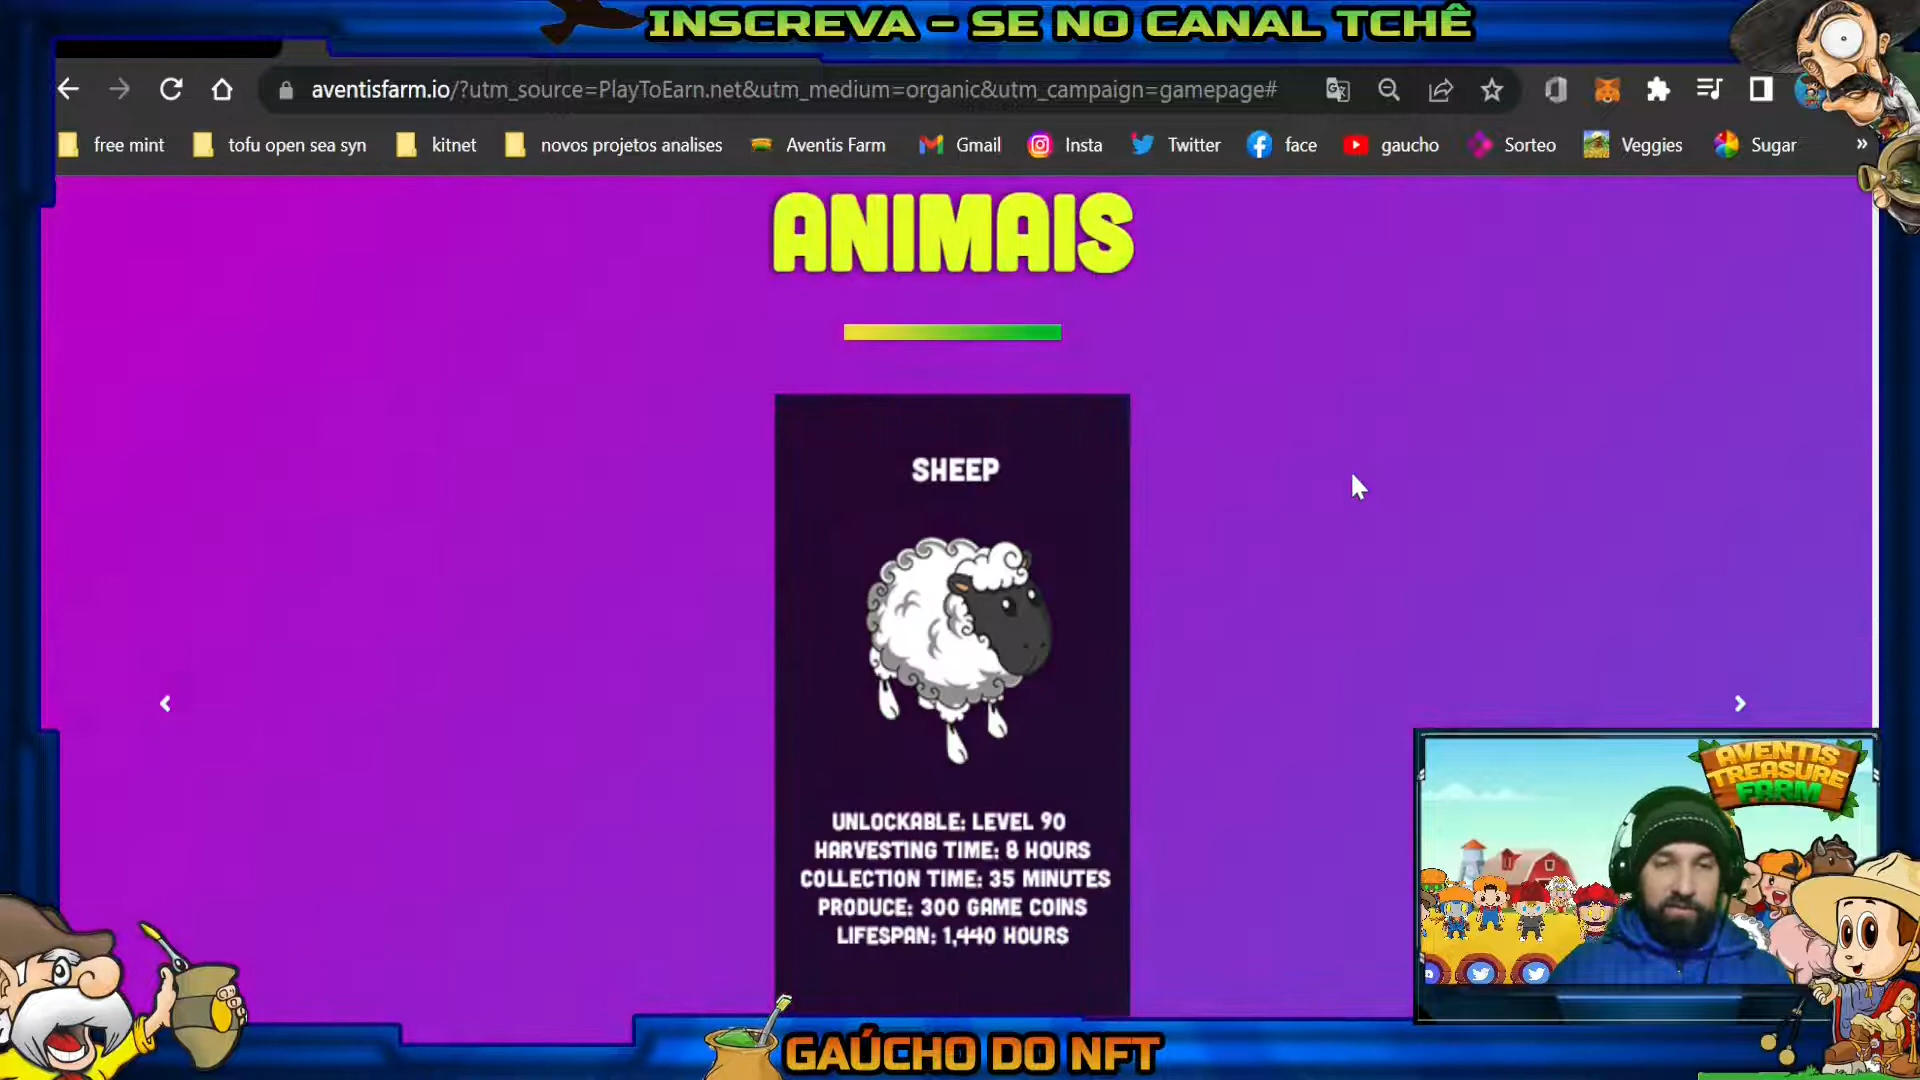 INSCREVA - SE NO CANAL TCHÊ
aventisfarm.io/?utm_source=PlayToEarn.net&utm_medium=organic&utm_campaign=gamepage#
free mint
tofu open sea syn
kitnet
novos projetos analises
Aventis Farm
Gmail
Insta
Twitter
face
gaucho
Sorteo
Veggies
Sugar
»
ANIMAIS
SHEEP
UNLOCKABLE: LEVEL 90
HARVESTING TIME: 8 HOURS
COLLECTION TIME: 35 MINUTES
PRODUCE: 300 GAME COINS
LIFESPAN: 1,440 HOURS
AVENTIS
TREASURE
FARM
GAÚCHO DO NFT